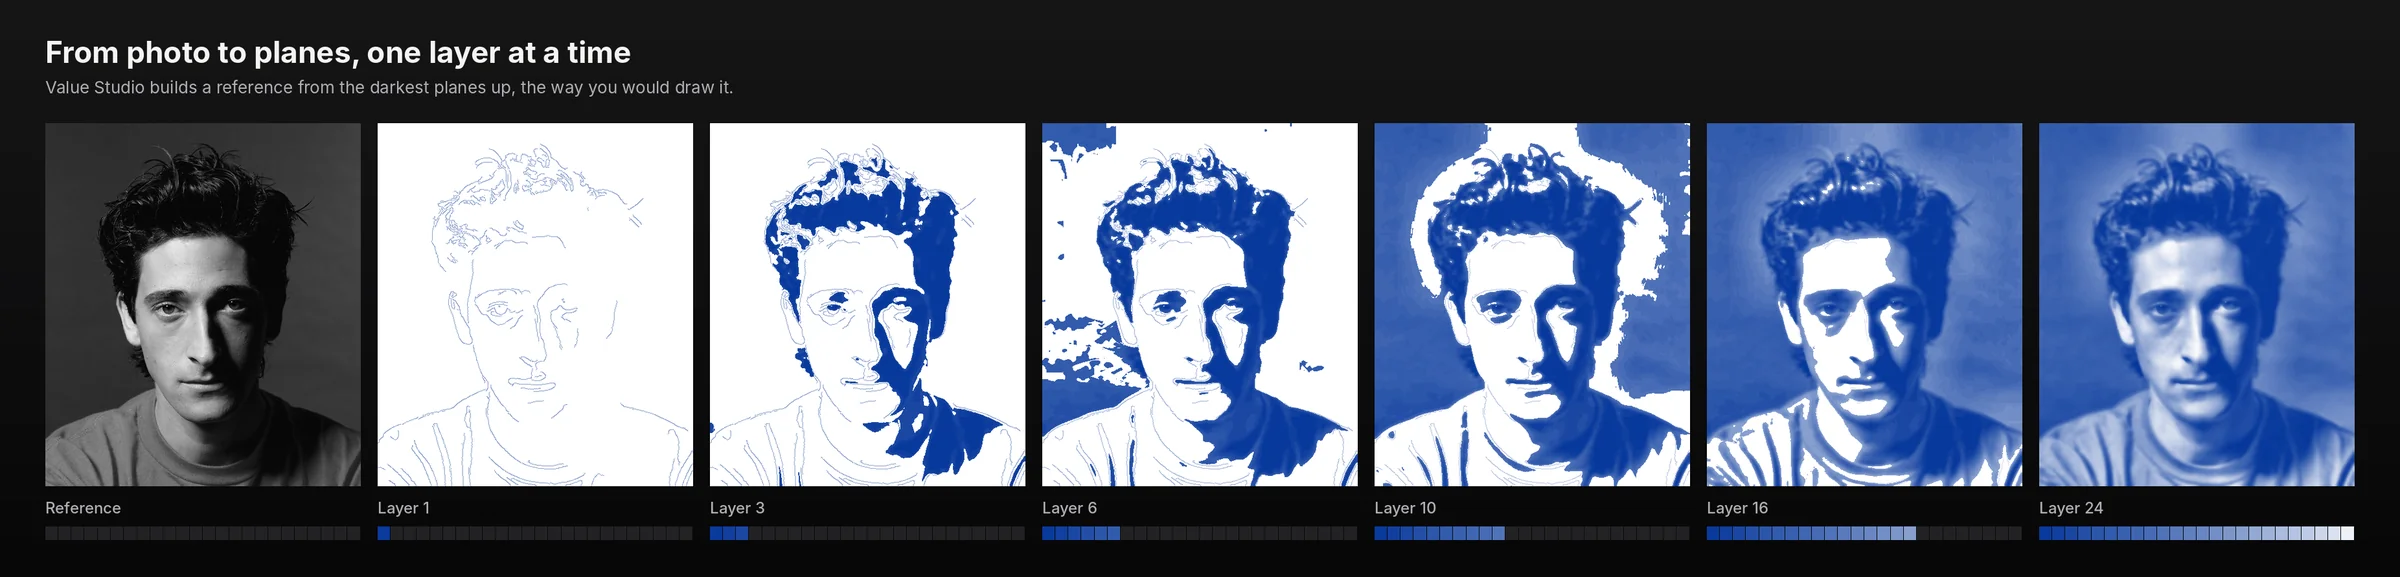 From photo to planes, one layer at a time
Value Studio builds a reference from the darkest planes up, the way you would draw it.
Reference
Layer 1
Layer 3
Layer 6
Layer 10
Layer 16
Layer 24